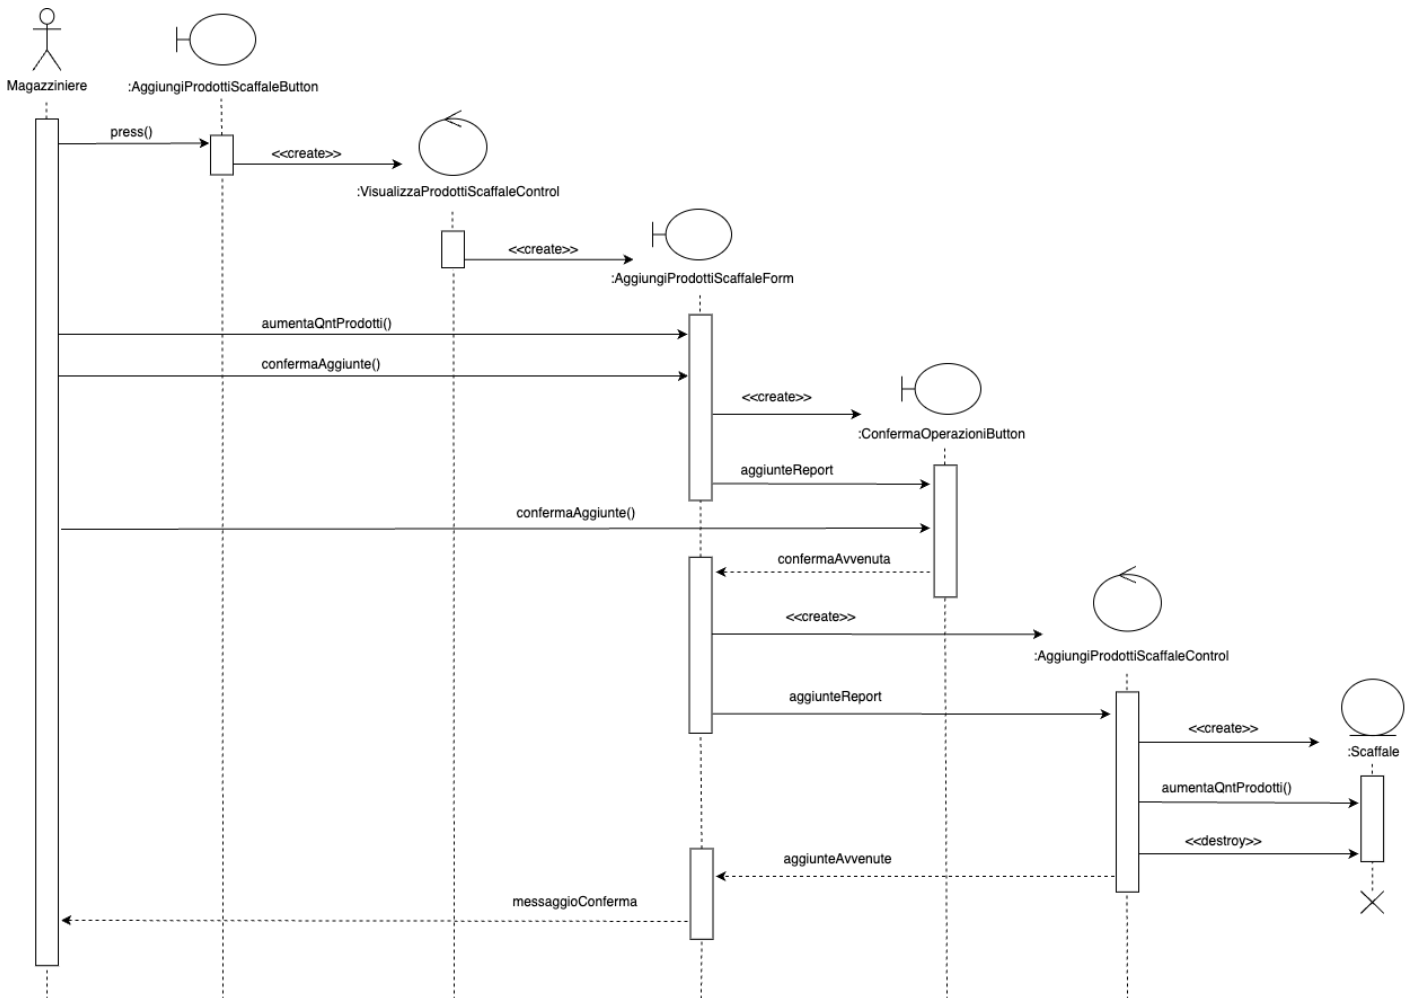 Magazziniere
:AggiungiProdottiScaffaleButton
press()
<<create>>
:VisualizzaProdottiScaffaleControl
<<create>>
:AggiungiProdottiScaffaleForm
aumentaQntProdotti()
confermaAggiunte()
<<create>>
:ConfermaOperazioniButton
aggiunteReport
confermaAggiunte()
confermaAvvenuta
<<create>>
:AggiungiProdottiScaffaleControl
aggiunteReport
<<create>>
:Scaffale
aumentaQntProdotti()
<<destroy>>
aggiunteAvvenute
messaggioConferma